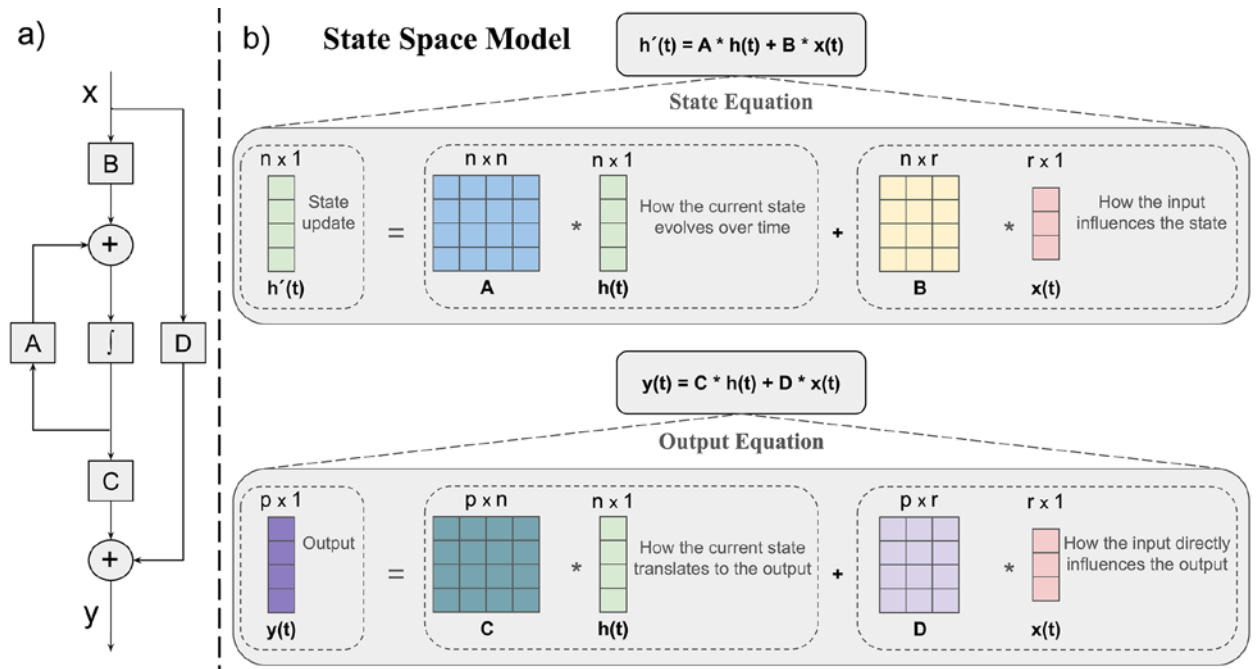 a)
x
B
+
A
∫
D
C
+
y
b)
State Space Model
h´(t) = A * h(t) + B * x(t)
State Equation
n x 1
State
update
h´(t)
=
n x n
A
*
n x 1
h(t)
How the current state
evolves over time
+
n x r
B
*
r x 1
x(t)
How the input
influences the state
y(t) = C * h(t) + D * x(t)
Output Equation
p x 1
Output
y(t)
=
p x n
C
*
n x 1
h(t)
How the current state
translates to the output
+
p x r
D
*
r x 1
x(t)
How the input directly
influences the output